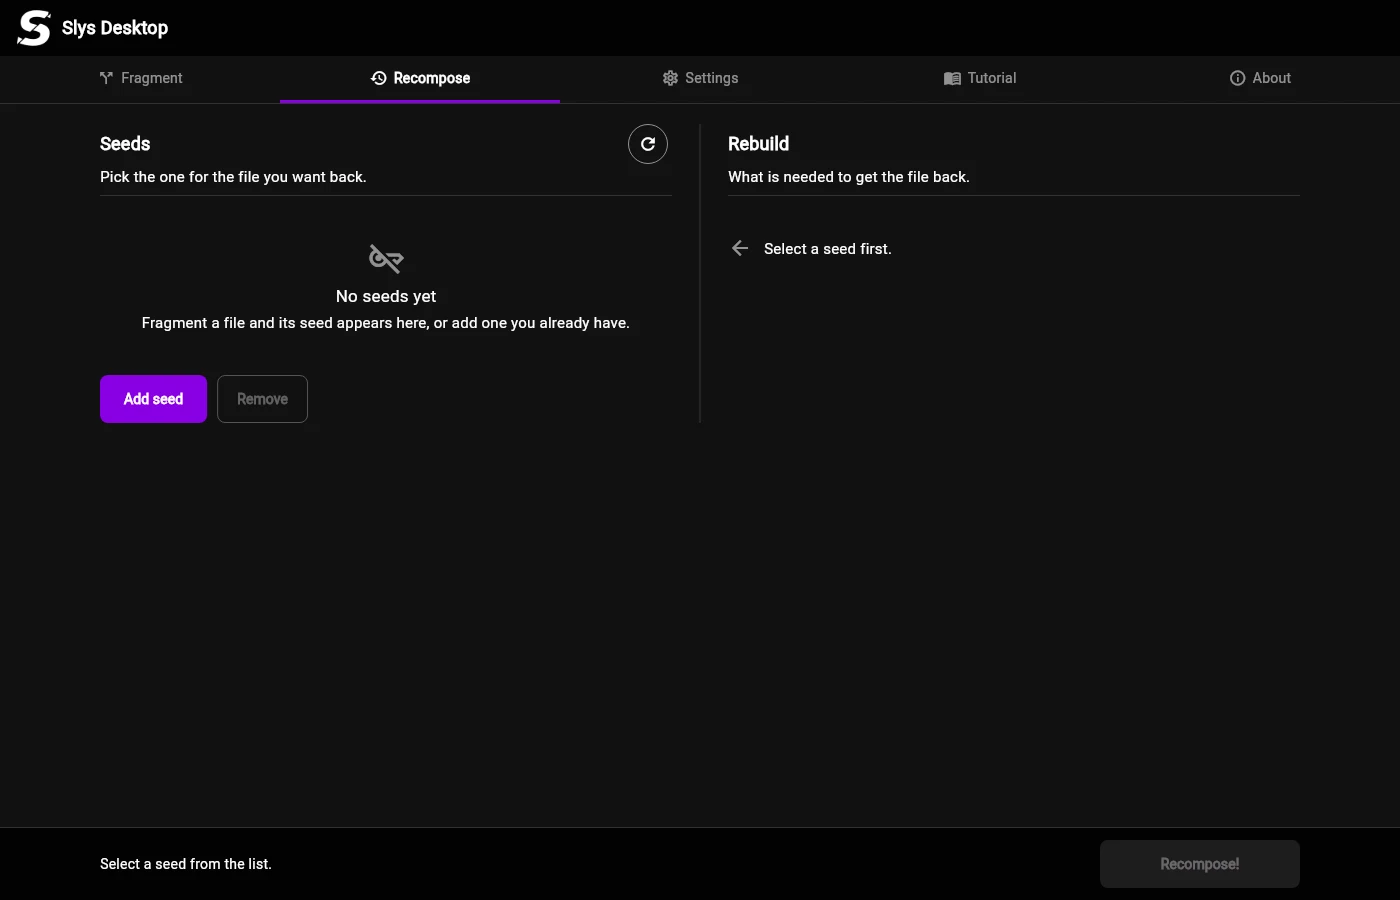 Slys Desktop
Fragment
Recompose
Settings
Tutorial
About
Seeds
Pick the one for the file you want back.
No seeds yet
Fragment a file and its seed appears here, or add one you already have.
Add seed
Remove
Rebuild
What is needed to get the file back.
Select a seed first.
Select a seed from the list.
Recompose!